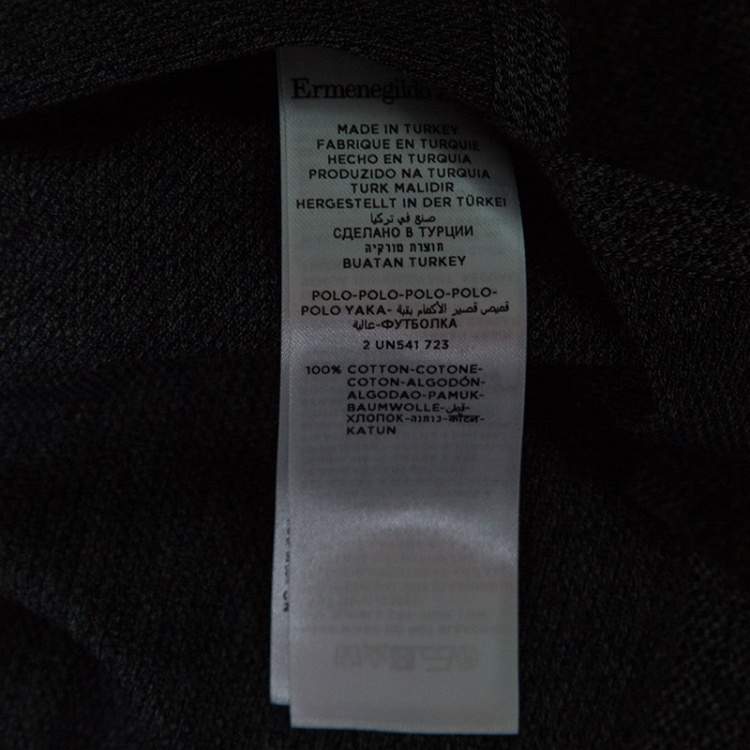 Ermenegildo
MADE IN TURKEY
FABRIQUE EN TURQUIE
HECHO EN TURQUIA
PRODUZIDO NA TURQUIA
TURK MALIDIR
HERGESTELLT IN DER TÜRKEI
صنع في تركيا
СДЕЛАНО В ТУРЦИИ
תוצרת טורקיה
BUATAN TURKEY
POLO-POLO-POLO-POLO-
POLO YAKA- قميص قصير الأكمام بقبة
عالية-ФУТБОЛКА
2 UN541 723
100% COTTON-COTONE-
COTON-ALGODÓN-
ALGODAO-PAMUK-
BAUMWOLLE-قطن-
ХЛОПОК-כותנה-कॉटन-
KATUN